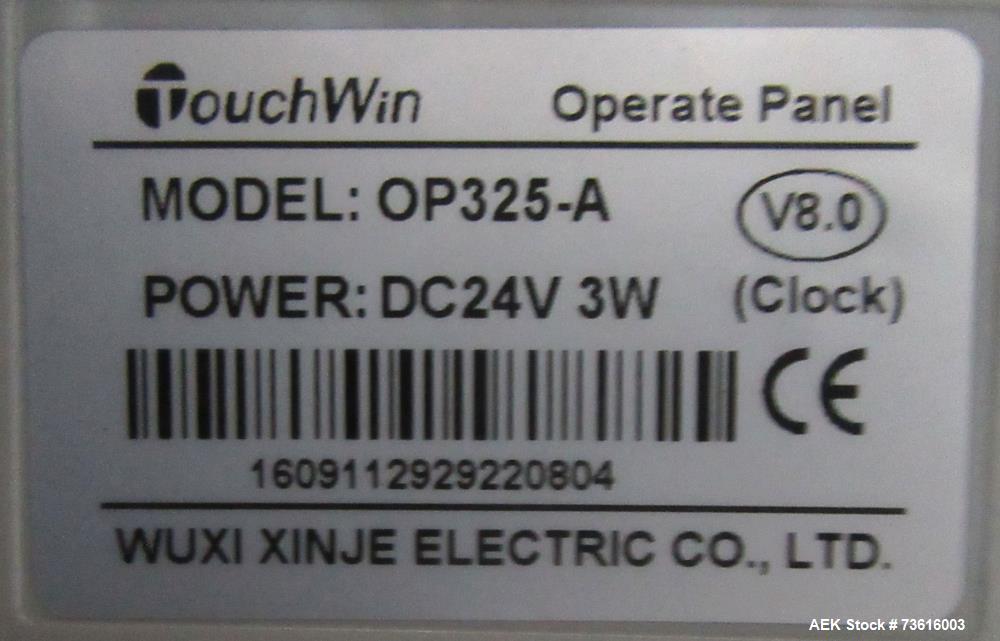 TouchWin Operate Panel
MODEL: OP325-A V8.0
POWER: DC24V 3W (Clock)
CE
1609112929220804
WUXI XINJE ELECTRIC CO., LTD.
AEK Stock # 73616003